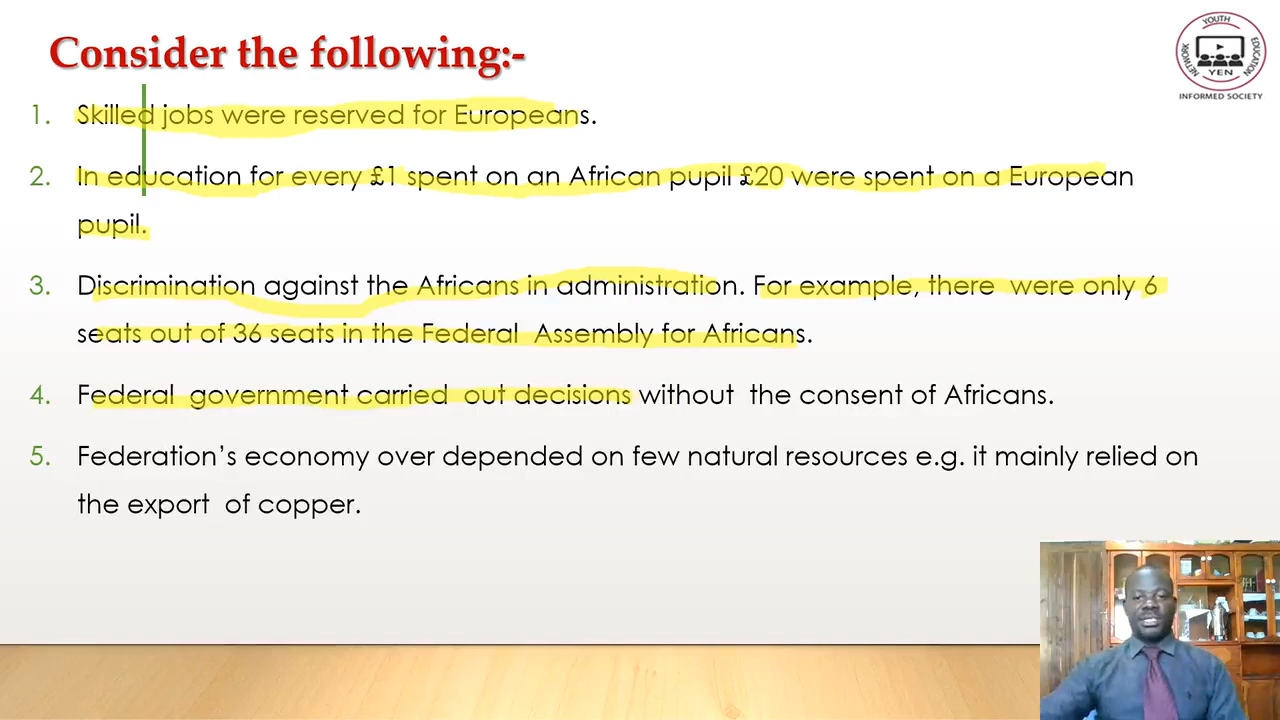 Consider the following:-
YOUTH
EDUCATION
NETWORK
YEN
INFORMED SOCIETY
1. Skilled jobs were reserved for Europeans.
2. In education for every £1 spent on an African pupil £20 were spent on a European
pupil.
3. Discrimination against the Africans in administration. For example, there were only 6
seats out of 36 seats in the Federal Assembly for Africans.
4. Federal government carried out decisions without the consent of Africans.
5. Federation's economy over depended on few natural resources e.g. it mainly relied on
the export of copper.